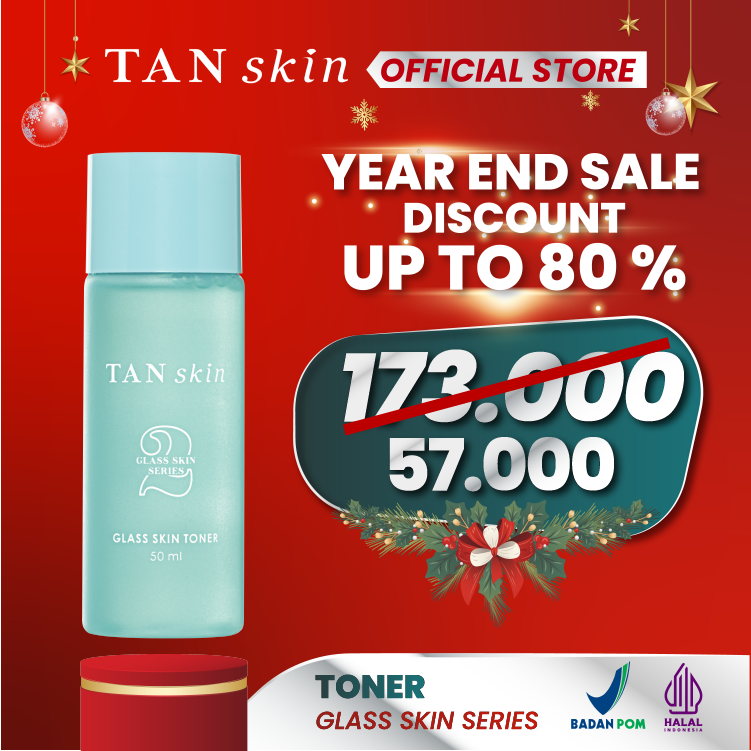 TAN skin OFFICIAL STORE
YEAR END SALE
DISCOUNT
UP TO 80 %
173.000
57.000
TAN skin
2
GLASS SKIN
SERIES
GLASS SKIN TONER
50 ml
TONER
GLASS SKIN SERIES
BADAN POM
HALAL
INDONESIA